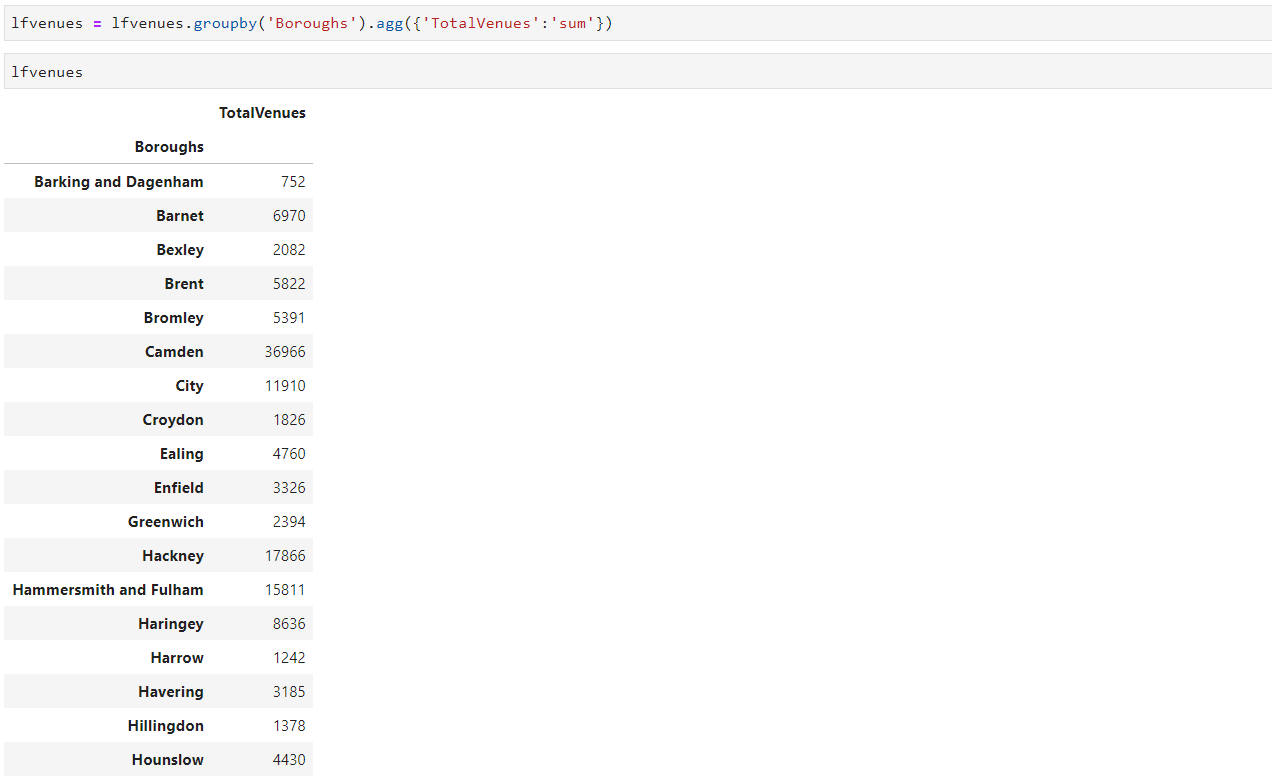 lfvenues = lfvenues.groupby('Boroughs').agg({'TotalVenues':'sum'})
lfvenues
TotalVenues
Boroughs
Barking and Dagenham 752
Barnet 6970
Bexley 2082
Brent 5822
Bromley 5391
Camden 36966
City 11910
Croydon 1826
Ealing 4760
Enfield 3326
Greenwich 2394
Hackney 17866
Hammersmith and Fulham 15811
Haringey 8636
Harrow 1242
Havering 3185
Hillingdon 1378
Hounslow 4430